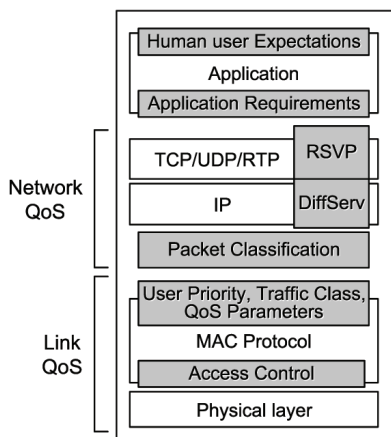 Human user Expectations
Application
Application Requirements
Network
QoS
TCP/UDP/RTP
RSVP
IP
DiffServ
Packet Classification
Link
QoS
User Priority, Traffic Class,
QoS Parameters
MAC Protocol
Access Control
Physical layer